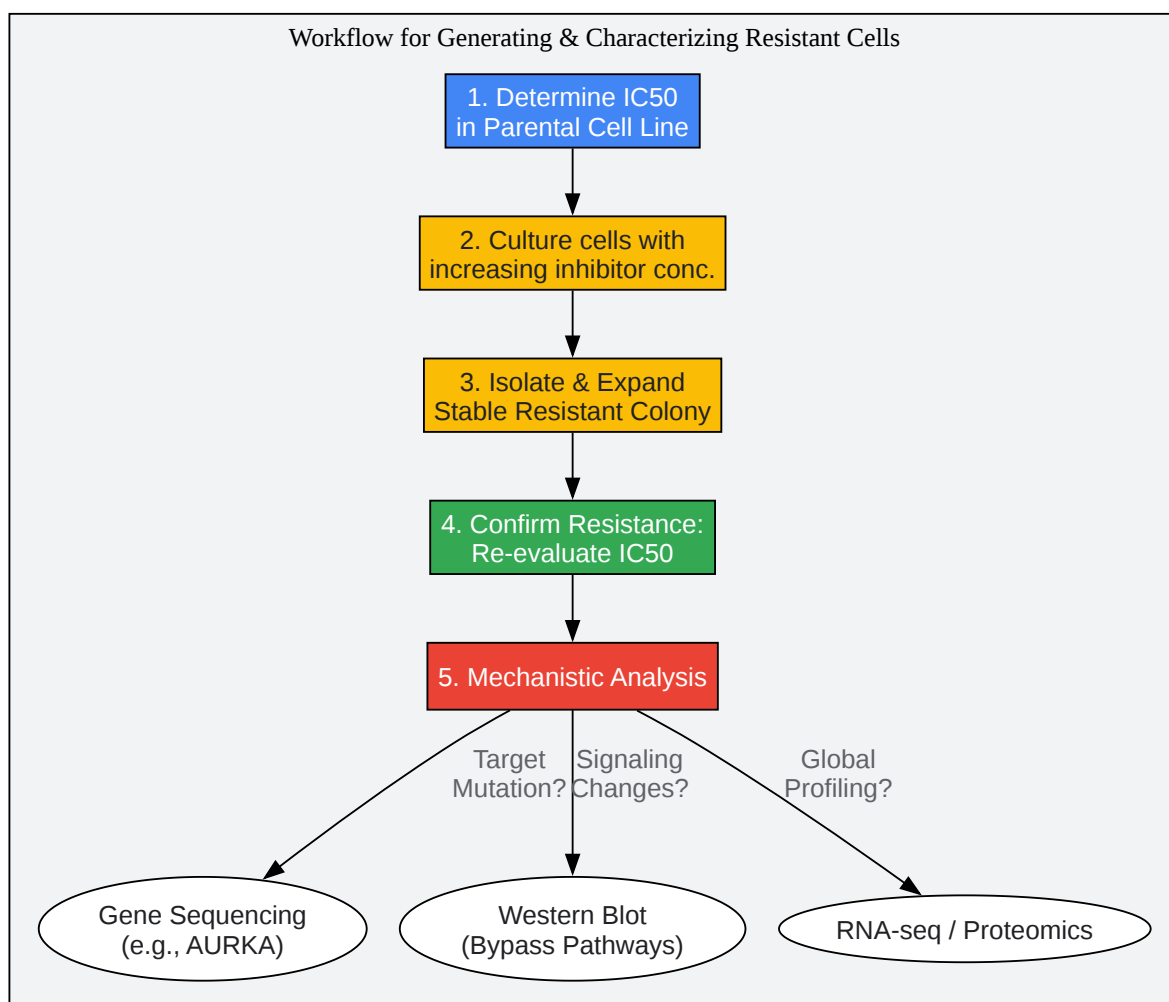 Workflow for Generating & Characterizing Resistant Cells
1. Determine IC50
in Parental Cell Line
2. Culture cells with
increasing inhibitor conc.
3. Isolate & Expand
Stable Resistant Colony
4. Confirm Resistance:
Re-evaluate IC50
5. Mechanistic Analysis
Target
Mutation?
Signaling
Changes?
Global
Profiling?
Gene Sequencing
(e.g., AURKA)
Western Blot
(Bypass Pathways)
RNA-seq / Proteomics